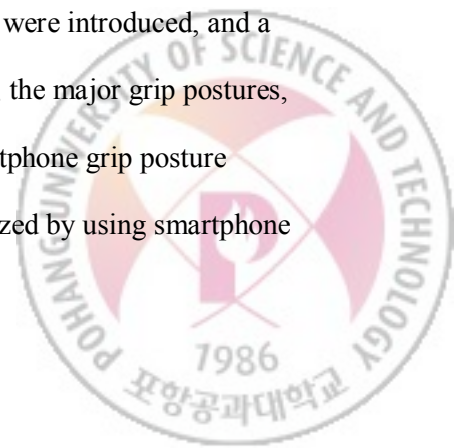 were introduced, and a
the major grip postures,
tphone grip posture
zed by using smartphone
POHANG UNIVERSITY OF SCIENCE AND TECHNOLOGY
P
1986
포항공과대학교